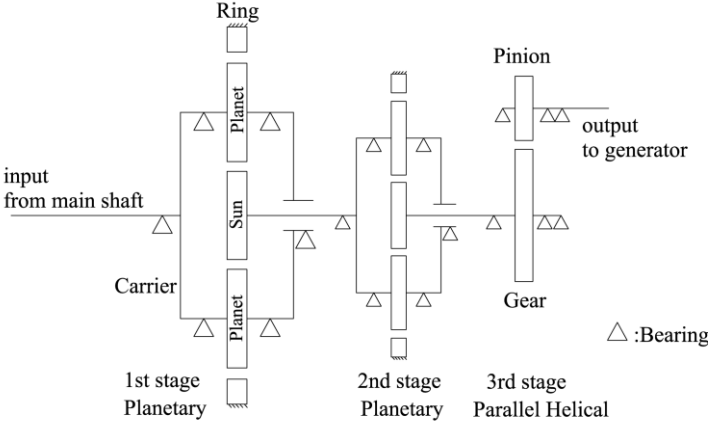 Ring
Pinion
Planet
output
to generator
input
from main shaft
Sun
Carrier
Planet
Gear
:Bearing
1st stage
Planetary
2nd stage
Planetary
3rd stage
Parallel Helical